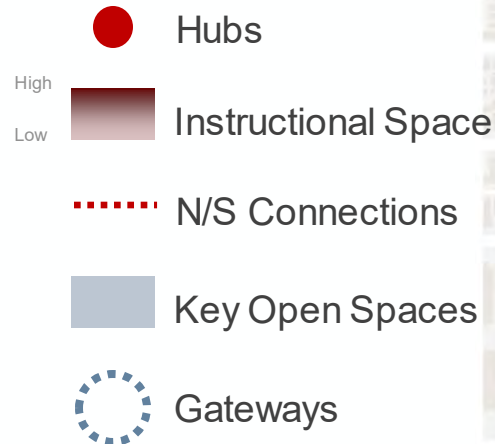 Hubs
High
Instructional Space
Low
N/S Connections
Key Open Spaces
Gateways